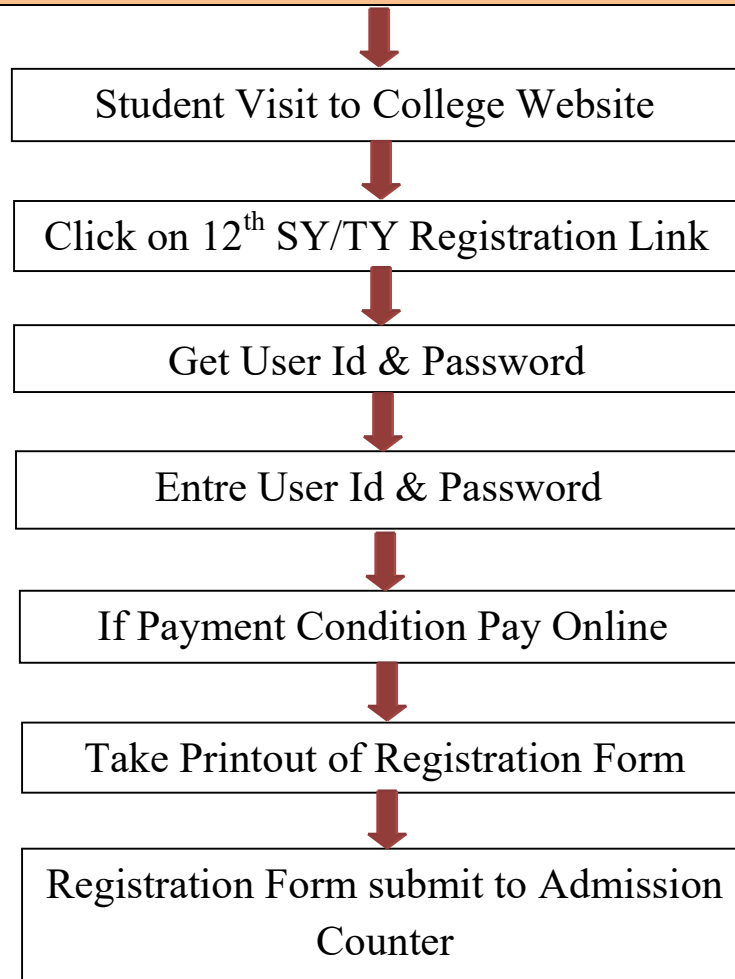 Student Visit to College Website
Click on 12th SY/TY Registration Link
Get User Id & Password
Entre User Id & Password
If Payment Condition Pay Online
Take Printout of Registration Form
Registration Form submit to Admission
Counter